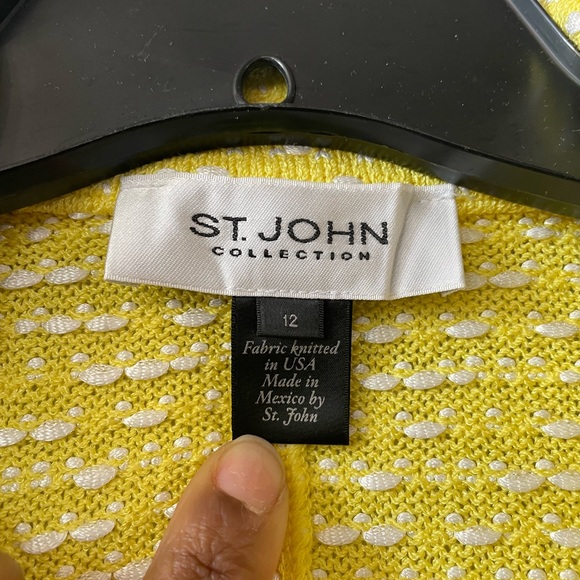 ST. JOHN
COLLECTION
12
Fabric knitted
in USA
Made in
Mexico by
St. John